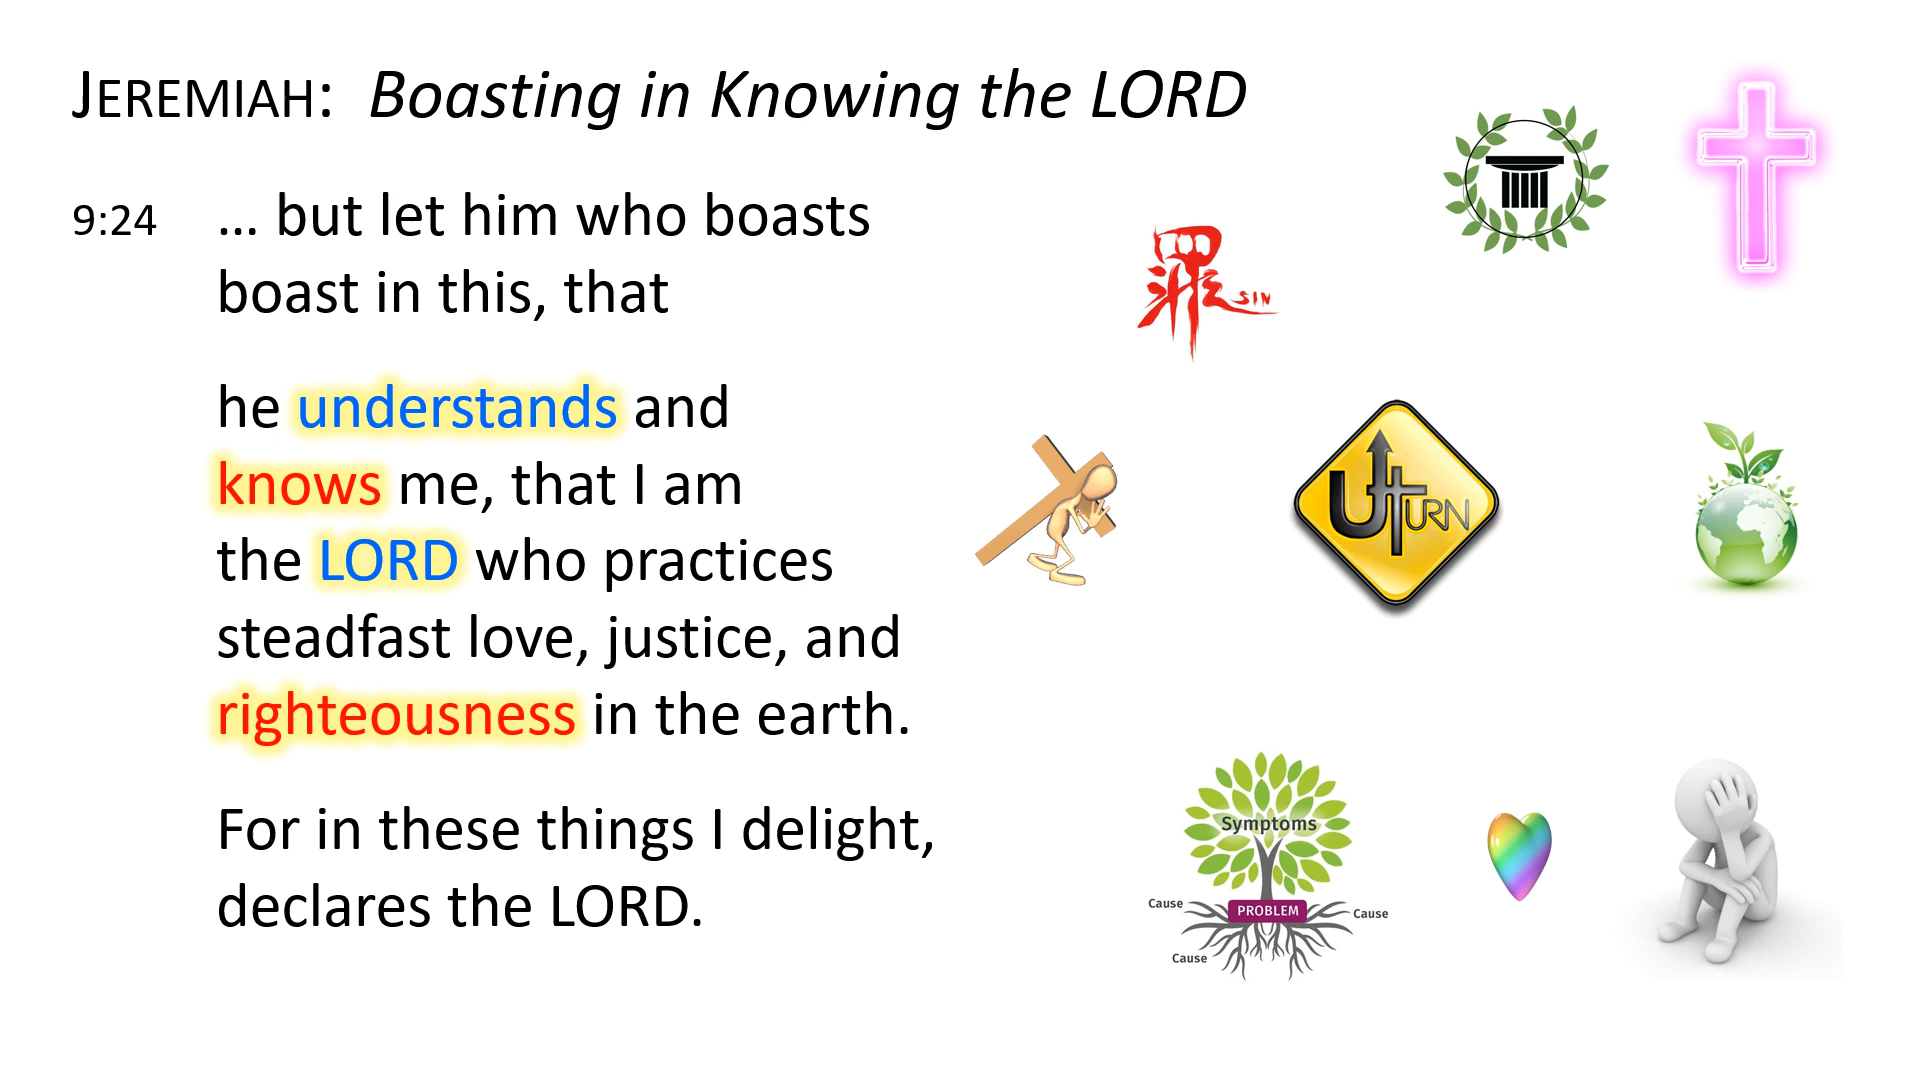 JEREMIAH: Boasting in Knowing the LORD
9:24 … but let him who boasts
boast in this, that
he understands and
knows me, that I am
the LORD who practices
steadfast love, justice, and
righteousness in the earth.
For in these things I delight,
declares the LORD.
罪 SIN
U TURN
Symptoms
Cause
PROBLEM
Cause
Cause